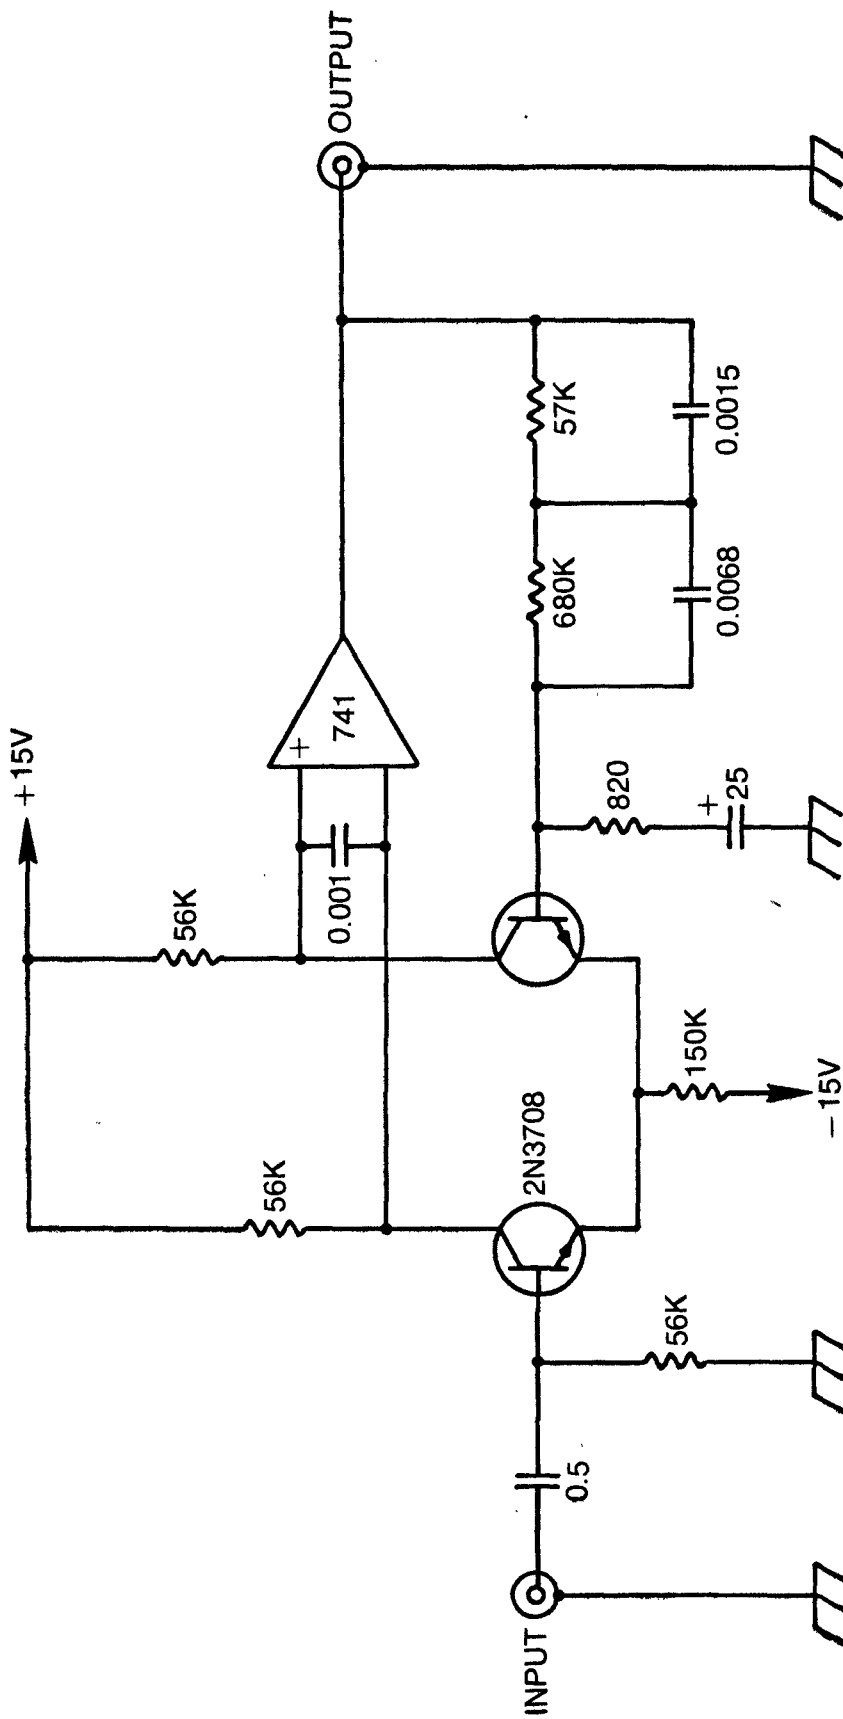 +15V
56K
56K
0.001
+
741
OUTPUT
INPUT
0.5
56K
2N3708
150K
−15V
820
+
25
680K
57K
0.0068
0.0015